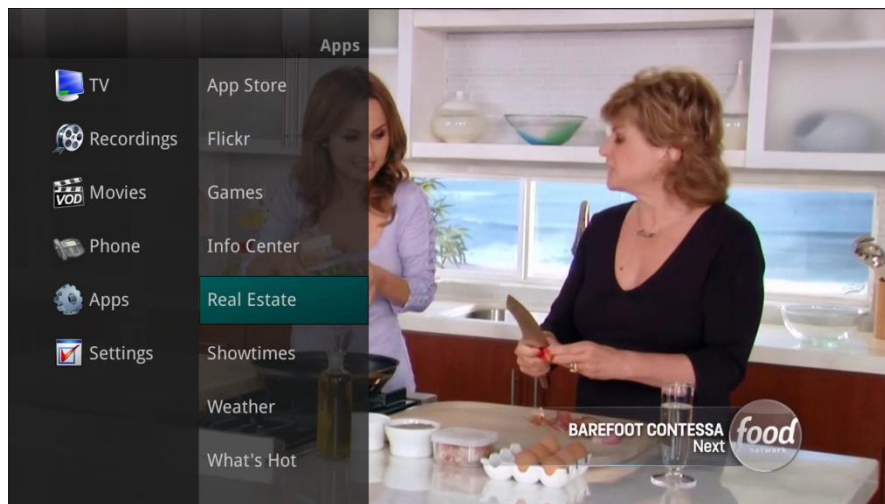 Apps
TV
Recordings
VOD
Movies
Phone
Apps
Settings
App Store
Flickr
Games
Info Center
Real Estate
Showtimes
Weather
What's Hot
BAREFOOT CONTESSA
Next
food
network